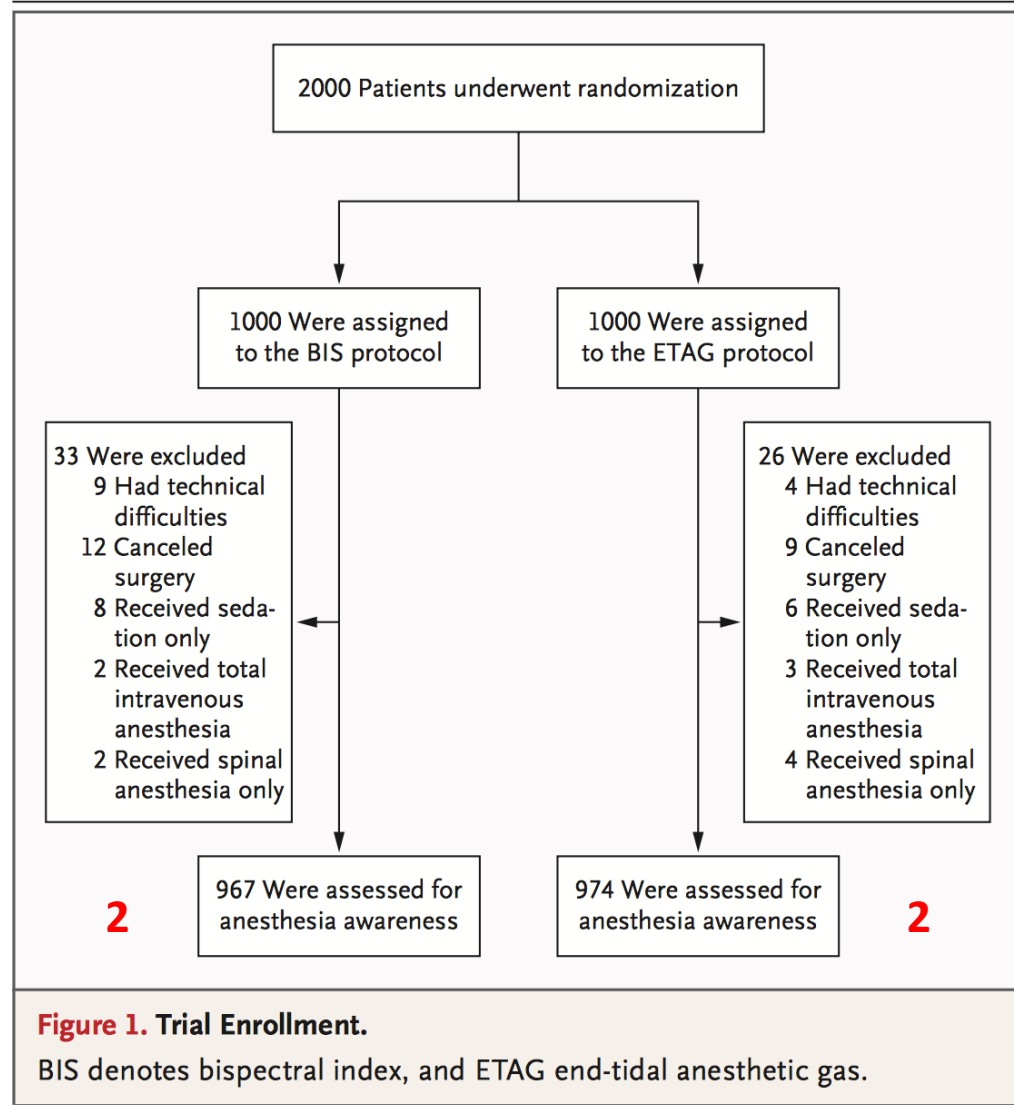 2000 Patients underwent randomization
1000 Were assigned
to the BIS protocol
1000 Were assigned
to the ETAG protocol
33 Were excluded
9 Had technical
difficulties
12 Canceled
surgery
8 Received seda-
tion only
2 Received total
intravenous
anesthesia
2 Received spinal
anesthesia only
26 Were excluded
4 Had technical
difficulties
9 Canceled
surgery
6 Received seda-
tion only
3 Received total
intravenous
anesthesia
4 Received spinal
anesthesia only
2
967 Were assessed for
anesthesia awareness
974 Were assessed for
anesthesia awareness
2
Figure 1. Trial Enrollment.
BIS denotes bispectral index, and ETAG end-tidal anesthetic gas.